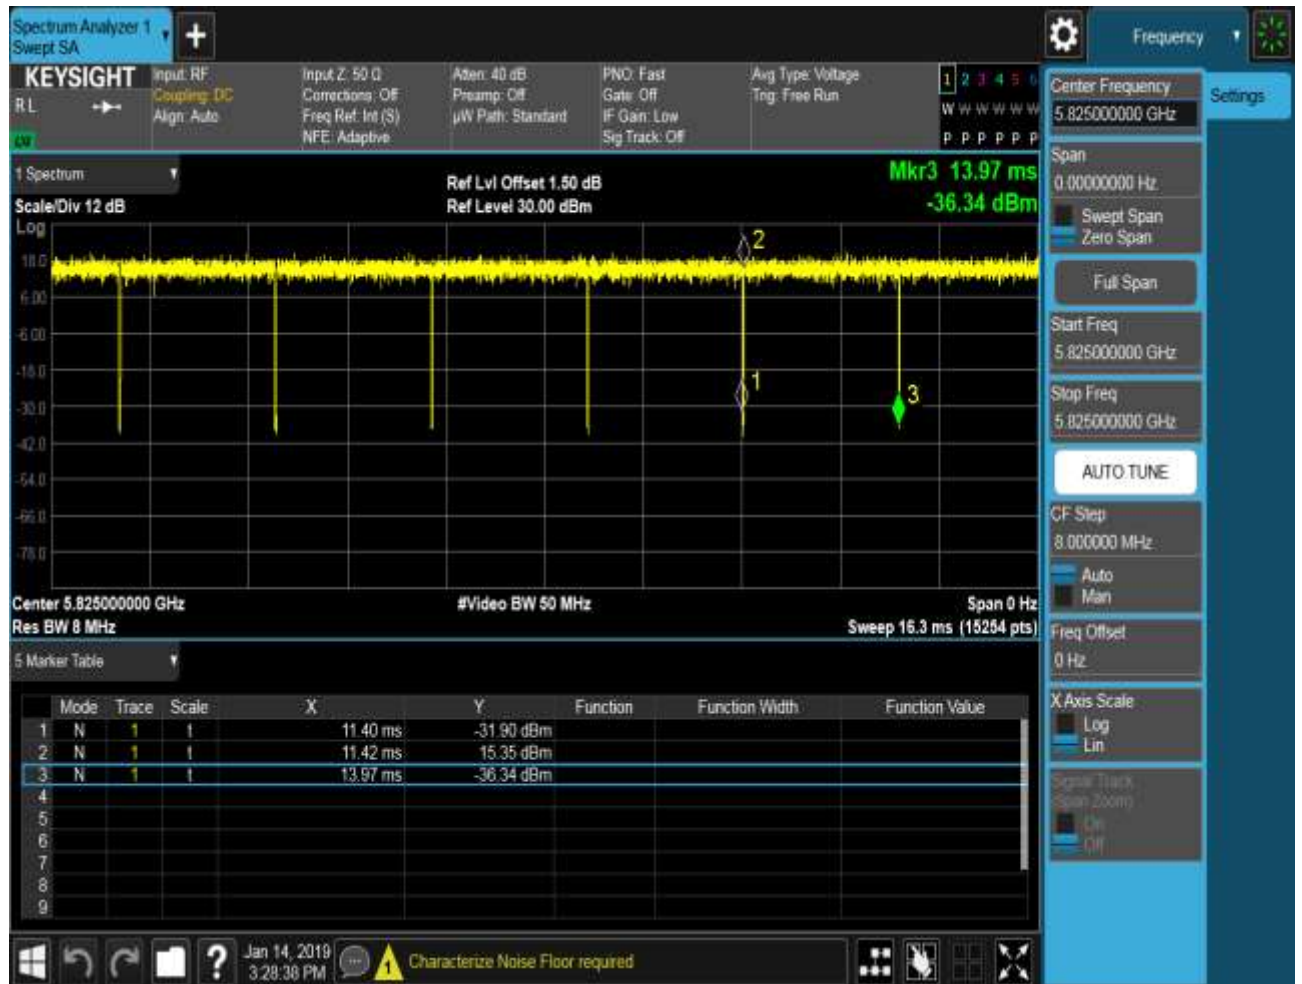 Spectrum Analyzer 1
Swept SA
+
Frequency
KEYSIGHT
RL
Input: RF
Coupling: DC
Align: Auto
Input Z: 50 Ω
Corrections: Off
Freq Ref: Int (S)
NFE: Adaptive
Atten: 40 dB
Preamp: Off
µW Path: Standard
PNO: Fast
Gate: Off
IF Gain: Low
Sig Track: Off
Avg Type: Voltage
Trig: Free Run
1 2 3 4 5 6
W W W W W W
P P P P P P
1 Spectrum
Scale/Div 12 dB
Log
Ref Lvl Offset 1.50 dB
Ref Level 30.00 dBm
Mkr3 13.97 ms
-36.34 dBm
18.0
6.00
-6.00
-18.0
-30.0
-42.0
-54.0
-66.0
-78.0
2
1
3
Center 5.825000000 GHz
Res BW 8 MHz
#Video BW 50 MHz
Span 0 Hz
Sweep 16.3 ms (15254 pts)
5 Marker Table
Mode Trace Scale X Y Function Function Width Function Value
1 N 1 t 11.40 ms -31.90 dBm
2 N 1 t 11.42 ms 15.35 dBm
3 N 1 t 13.97 ms -36.34 dBm
4
5
6
7
8
9
Center Frequency
5.825000000 GHz
Settings
Span
0.00000000 Hz
Swept Span
Zero Span
Full Span
Start Freq
5.825000000 GHz
Stop Freq
5.825000000 GHz
AUTO TUNE
CF Step
8.000000 MHz
Auto
Man
Freq Offset
0 Hz
X Axis Scale
Log
Lin
Signal Track
(Span Zoom)
On
Off
?
Jan 14, 2019
3:28:38 PM
1
Characterize Noise Floor required